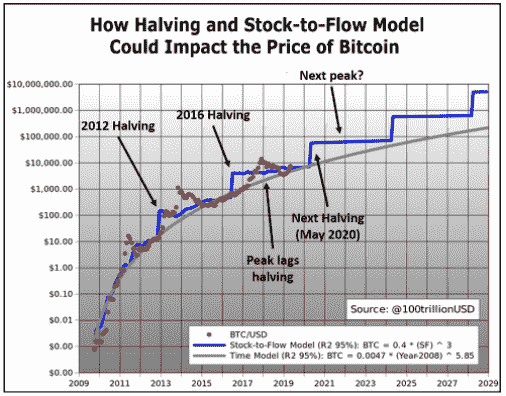 How Halving and Stock-to-Flow Model
Could Impact the Price of Bitcoin
Next peak?
$10,000,000.00
$1,000,000.00
$100,000.00
$10,000.00
$1,000.00
$100.00
$10.00
$1.00
$0.10
$0.01
$0.00
$0.00
2012 Halving
2016 Halving
Next Halving
(May 2020)
Peak lags
halving
Source: @100trillionUSD
BTC/USD
Stock-to-Flow Model (R2 95%): BTC = 0.4 * (SF) ^ 3
Time Model (R2 95%): BTC = 0.0047 * (Year-2008) ^ 5.85
2009 2011 2013 2015 2017 2019 2021 2023 2025 2027 2029